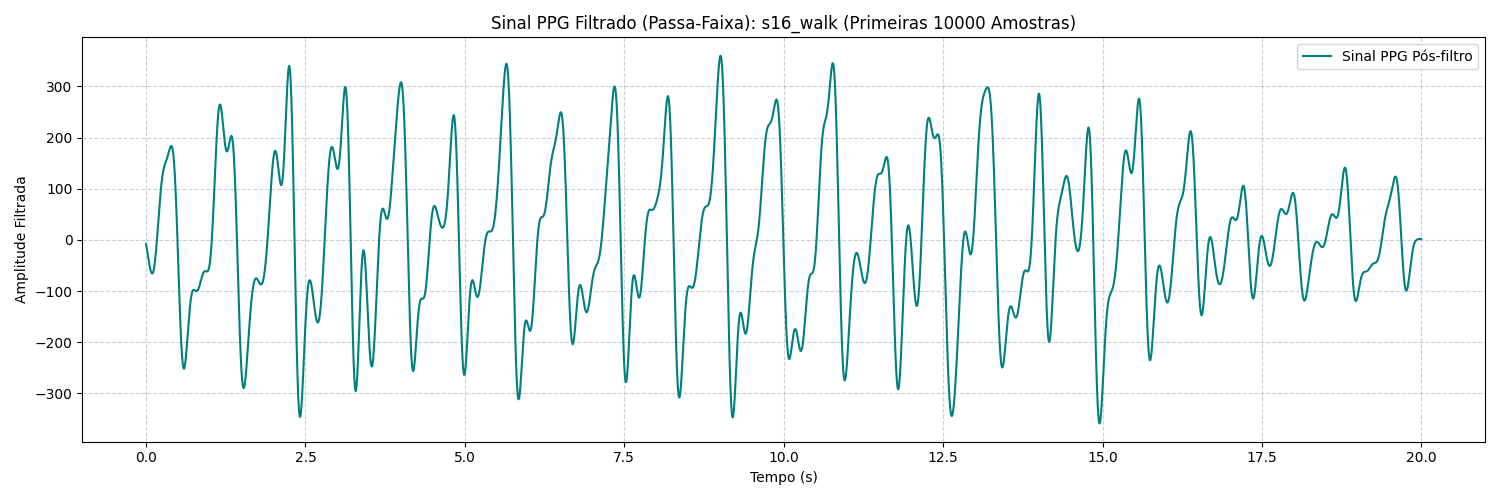 Sinal PPG Filtrado (Passa-Faixa): s16_walk (Primeiras 10000 Amostras)
Sinal PPG Pós-filtro
Amplitude Filtrada
300
200
100
0
−100
−200
−300
0.0 2.5 5.0 7.5 10.0 12.5 15.0 17.5 20.0
Tempo (s)